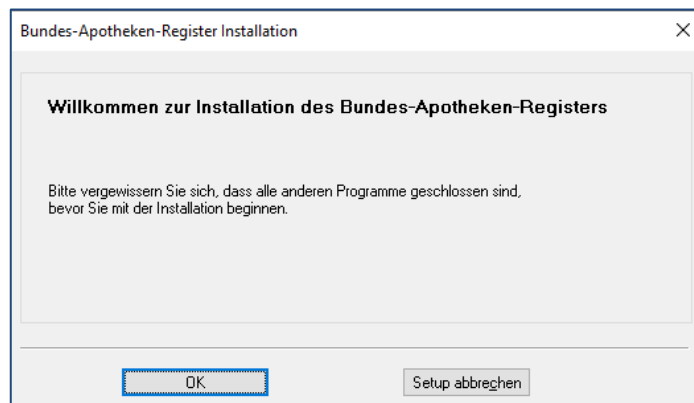 Bundes-Apotheken-Register Installation
Willkommen zur Installation des Bundes-Apotheken-Registers
Bitte vergewissern Sie sich, dass alle anderen Programme geschlossen sind,
bevor Sie mit der Installation beginnen.
OK
Setup abbrechen